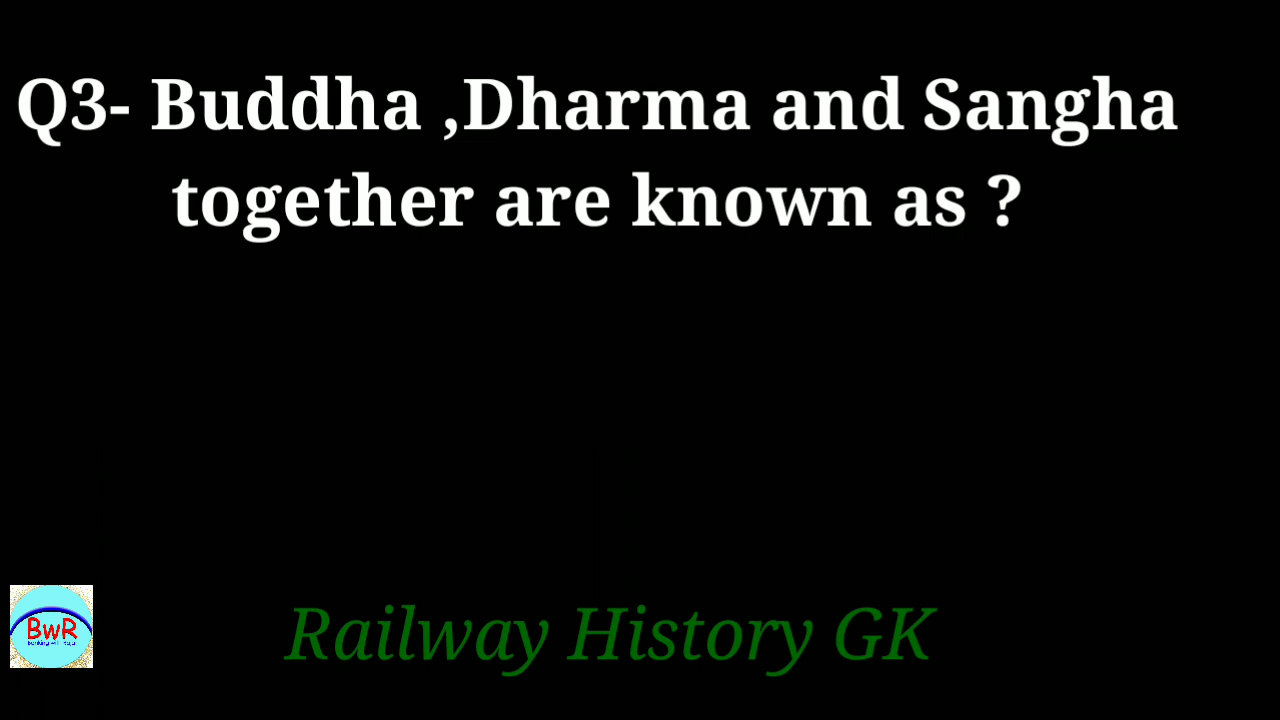 Q3- Buddha ,Dharma and Sangha
together are known as ?
BwR
Railway History GK